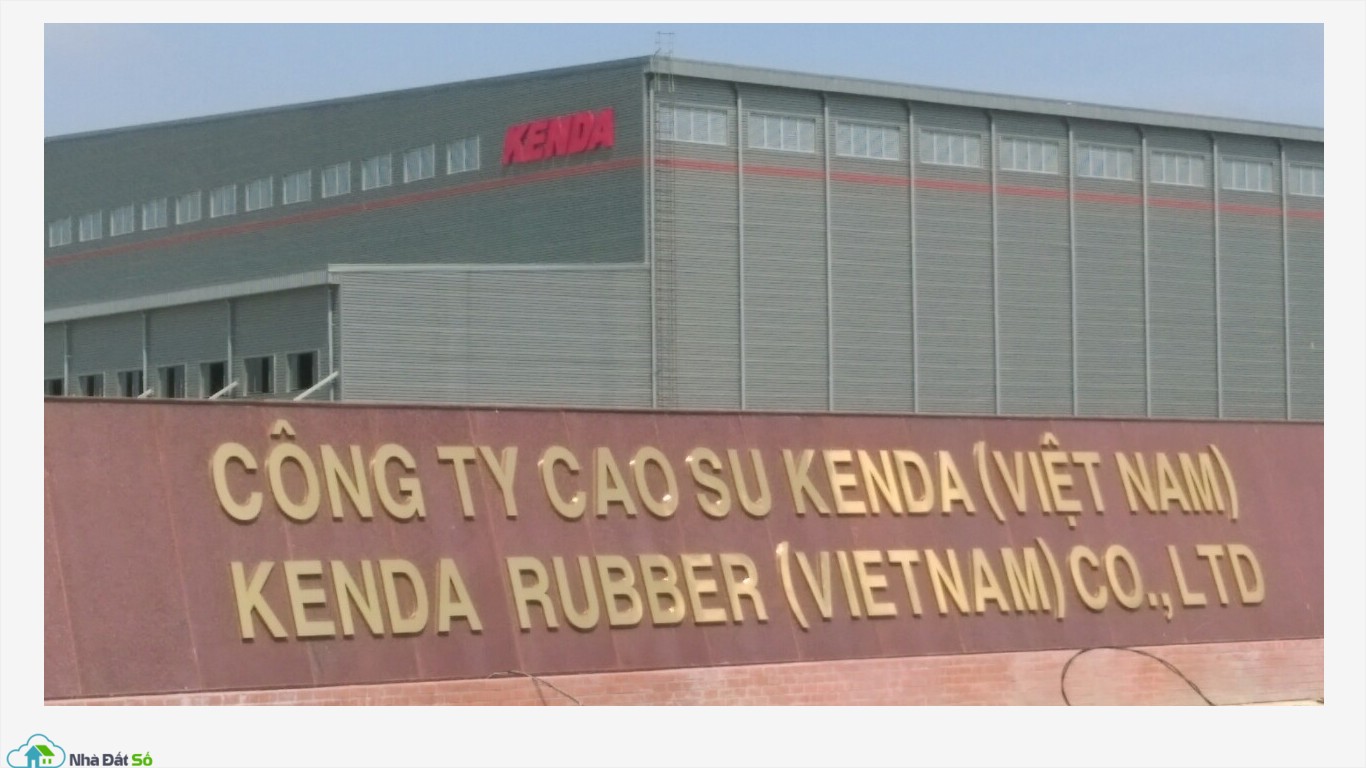 KENDA
CÔNG TY CAO SU KENDA (VIỆT NAM)
KENDA RUBBER (VIETNAM) CO.,LTD
Nhà Đất Số